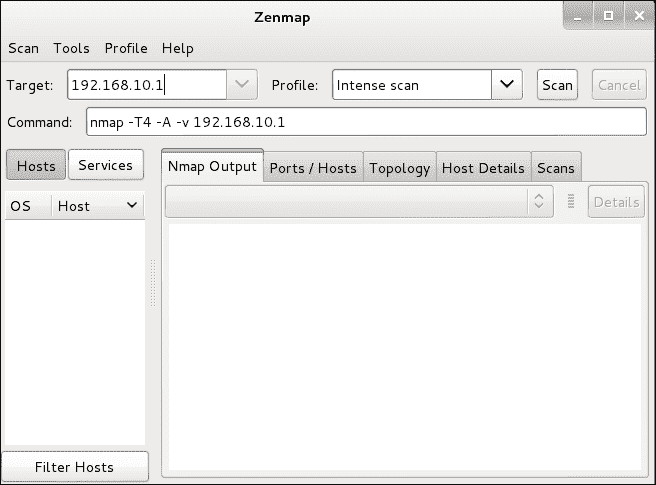 Zenmap
Scan Tools Profile Help
Target: 192.168.10.1 Profile: Intense scan Scan Cancel
Command: nmap -T4 -A -v 192.168.10.1
Hosts Services Nmap Output Ports / Hosts Topology Host Details Scans
OS Host Details
Filter Hosts